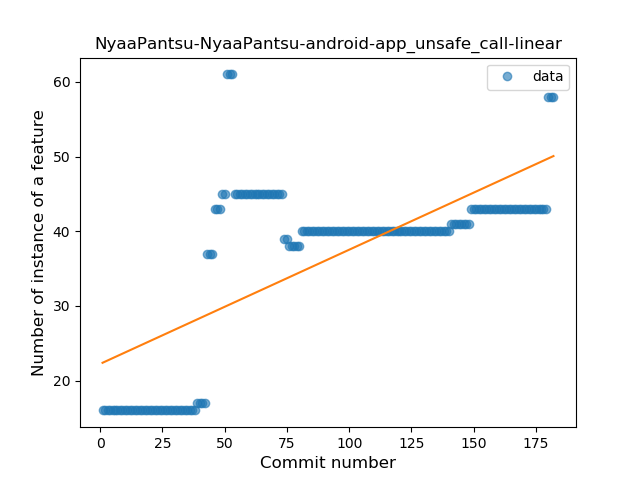 NyaaPantsu-NyaaPantsu-android-app_unsafe_call-linear
data
Number of instance of a feature
60
50
40
30
20
0 25 50 75 100 125 150 175
Commit number